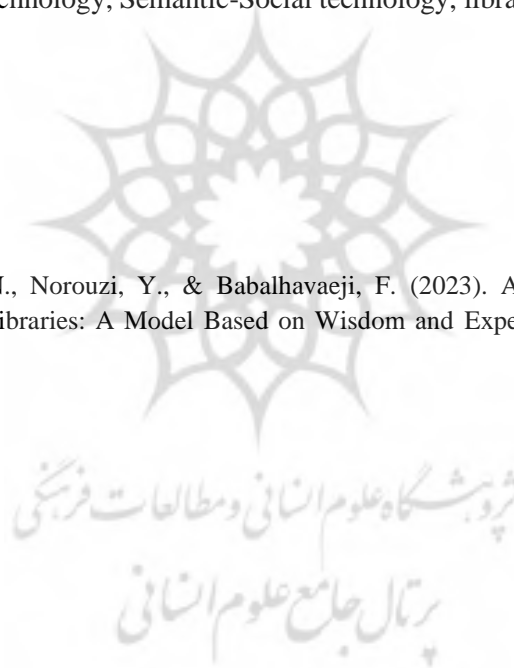 chnology, Semantic-Social technology, libra
N., Norouzi, Y., & Babalhavaeji, F. (2023). A
ibraries: A Model Based on Wisdom and Expe
پژوهشگاه علوم انسانی و مطالعات فرهنگی
پرتال جامع علوم انسانی